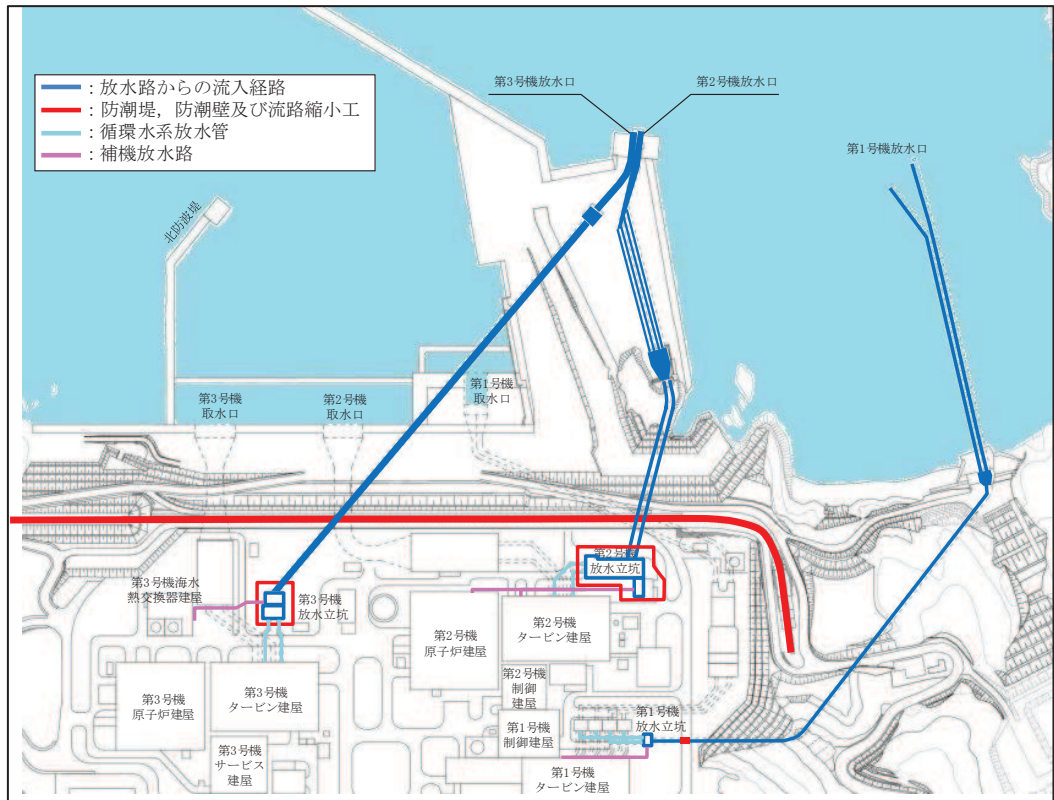 ：放水路からの流入経路
：防潮堤，防潮壁及び流路縮小工
：循環水系放水管
：補機放水路
第3号機放水口
第2号機放水口
第1号機放水口
北防波堤
第3号機
取水口
第2号機
取水口
第1号機
取水口
第3号機海水
熱交換器建屋
第3号機
放水立坑
第2号機
放水立坑
第2号機
原子炉建屋
第2号機
タービン建屋
第2号機
制御
建屋
第3号機
原子炉建屋
第3号機
タービン建屋
第1号機
制御建屋
第1号機
放水立坑
第3号機
サービス
建屋
第1号機
タービン建屋